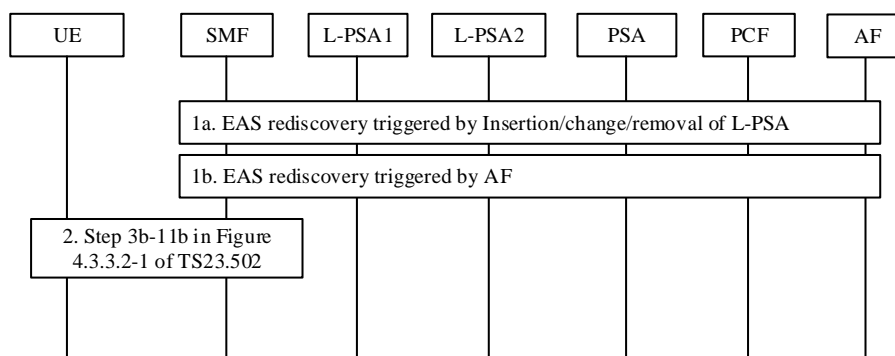 UE
SMF
L-PSA1
L-PSA2
PSA
PCF
AF
1a. EAS rediscovery triggered by Insertion/change/removal of L-PSA
1b. EAS rediscovery triggered by AF
2. Step 3b-11b in Figure
4.3.3.2-1 of TS23.502